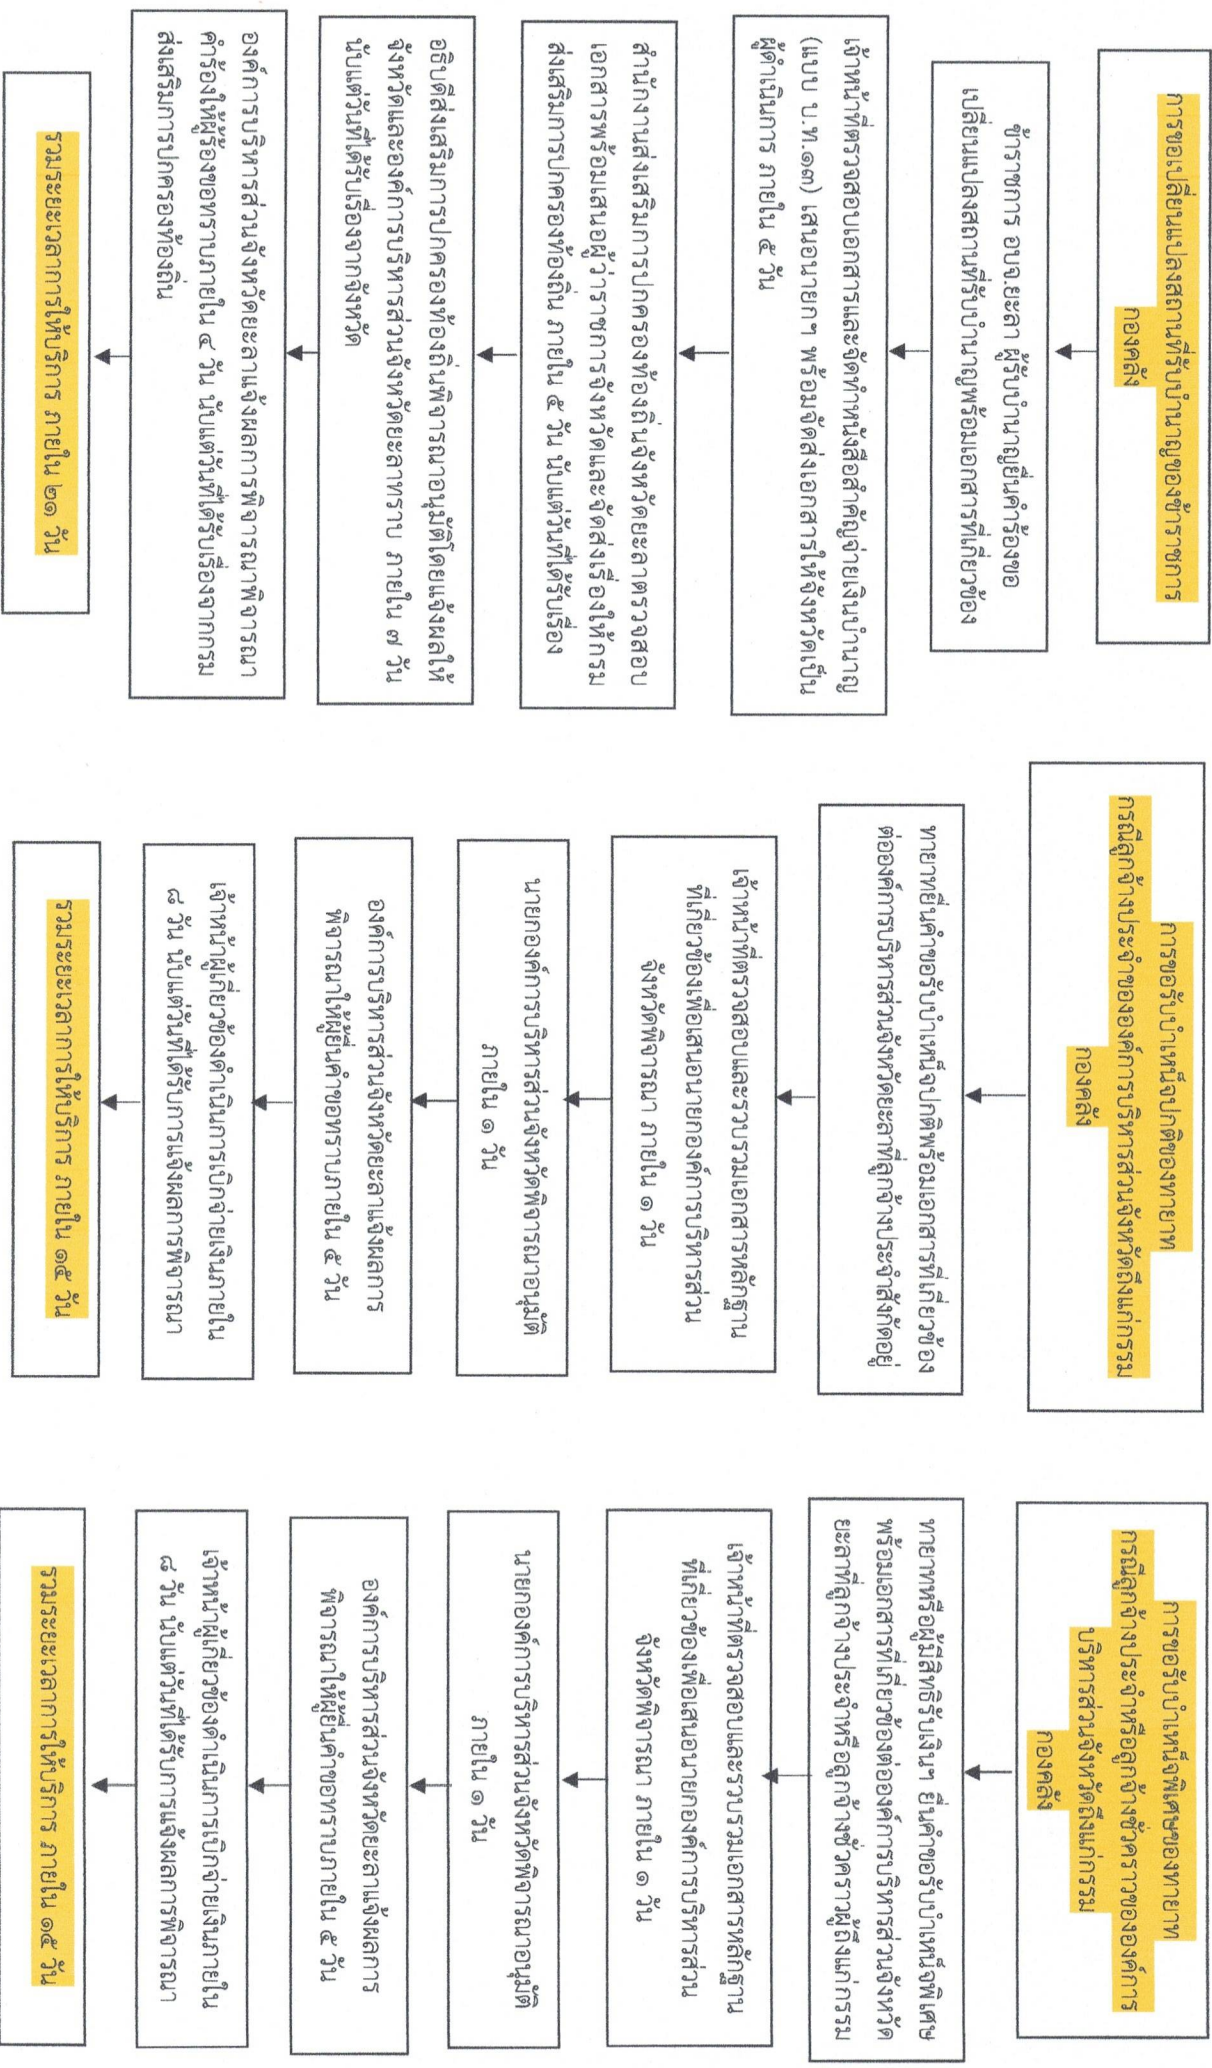 การขอเปลี่ยนแปลงสถานที่รับบำนาญของข้าราชการ
กองคลัง
ข้าราชการ อบจ.ยะลา ผู้รับบำนาญยื่นคำร้องขอ
เปลี่ยนแปลงสถานที่รับบำนาญพร้อมเอกสารที่เกี่ยวข้อง
เจ้าหน้าที่ตรวจสอบเอกสารและจัดทำหนังสือสำคัญจ่ายเงินบำนาญ
(แบบ บ.ท.๑๓) เสนอนายกฯ พร้อมจัดส่งเอกสารให้จังหวัดเป็น
ผู้ดำเนินการ ภายใน ๕ วัน
สำนักงานส่งเสริมการปกครองท้องถิ่นจังหวัดยะลาตรวจสอบ
เอกสารพร้อมเสนอผู้ว่าราชการจังหวัดและจัดส่งเรื่องให้กรม
ส่งเสริมการปกครองท้องถิ่น ภายใน ๕ วัน นับแต่วันที่ได้รับเรื่อง
อธิบดีส่งเสริมการปกครองท้องถิ่นพิจารณาอนุมัติโดยแจ้งผลให้
จังหวัดและองค์การบริหารส่วนจังหวัดยะลาทราบ ภายใน ๗ วัน
นับแต่วันที่ได้รับเรื่องจากจังหวัด
องค์การบริหารส่วนจังหวัดยะลาแจ้งผลการพิจารณาพิจารณา
คำร้องให้ผู้ร้องขอทราบภายใน ๔ วัน นับแต่วันที่ได้รับเรื่องจากกรม
ส่งเสริมการปกครองท้องถิ่น
รวมระยะเวลาการให้บริการ ภายใน ๒๑ วัน
การขอรับบำเหน็จปกติของทายาท
กรณีลูกจ้างประจำขององค์การบริหารส่วนจังหวัดถึงแก่กรรม
กองคลัง
ทายาทยื่นคำขอรับบำเหน็จปกติพร้อมเอกสารที่เกี่ยวข้อง
ต่อองค์การบริหารส่วนจังหวัดยะลาที่ลูกจ้างประจำสังกัดอยู่
เจ้าหน้าที่ตรวจสอบและรวบรวมเอกสารหลักฐาน
ที่เกี่ยวข้องเพื่อเสนอนายกองค์การบริหารส่วน
จังหวัดพิจารณา ภายใน ๑ วัน
นายกองค์การบริหารส่วนจังหวัดพิจารณาอนุมัติ
ภายใน ๑ วัน
องค์การบริหารส่วนจังหวัดยะลาแจ้งผลการ
พิจารณาให้ผู้ยื่นคำขอทราบภายใน ๕ วัน
เจ้าหน้าผู้เกี่ยวข้องดำเนินการเบิกจ่ายเงินภายใน
๘ วัน นับแต่วันที่ได้รับการแจ้งผลการพิจารณา
รวมระยะเวลาการให้บริการ ภายใน ๑๕ วัน
การขอรับบำเหน็จพิเศษของทายาท
กรณีลูกจ้างประจำหรือลูกจ้างชั่วคราวขององค์การ
บริหารส่วนจังหวัดถึงแก่กรรม
กองคลัง
ทายาทหรือผู้มีสิทธิรับเงินฯ ยื่นคำขอรับบำเหน็จพิเศษ
พร้อมเอกสารที่เกี่ยวข้องต่อองค์การบริหารส่วนจังหวัด
ยะลาที่ลูกจ้างประจำหรือลูกจ้างชั่วคราวผู้ถึงแก่กรรม
เจ้าหน้าที่ตรวจสอบและรวบรวมเอกสารหลักฐาน
ที่เกี่ยวข้องเพื่อเสนอนายกองค์การบริหารส่วน
จังหวัดพิจารณา ภายใน ๑ วัน
นายกองค์การบริหารส่วนจังหวัดพิจารณาอนุมัติ
ภายใน ๑ วัน
องค์การบริหารส่วนจังหวัดยะลาแจ้งผลการ
พิจารณาให้ผู้ยื่นคำขอทราบภายใน ๕ วัน
เจ้าหน้าผู้เกี่ยวข้องดำเนินการเบิกจ่ายเงินภายใน
๘ วัน นับแต่วันที่ได้รับการแจ้งผลการพิจารณา
รวมระยะเวลาการให้บริการ ภายใน ๑๕ วัน